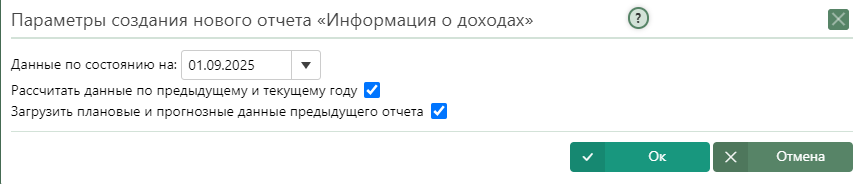 Параметры создания нового отчета «Информация о доходах» ?
Данные по состоянию на: 01.09.2025
Рассчитать данные по предыдущему и текущему году
Загрузить плановые и прогнозные данные предыдущего отчета
Ок Отмена